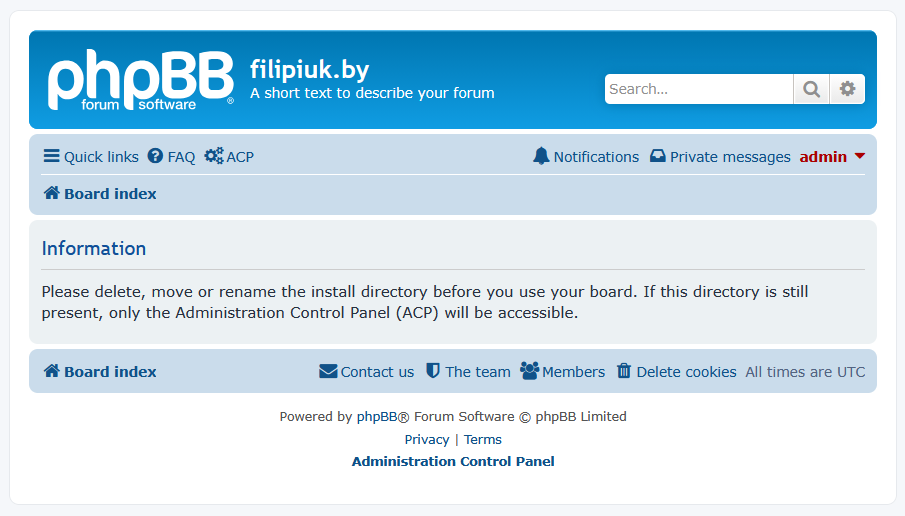 phpBB®
forum software
filipiuk.by
A short text to describe your forum
Search…
Quick links FAQ ACP
Notifications Private messages admin
Board index
Information
Please delete, move or rename the install directory before you use your board. If this directory is still
present, only the Administration Control Panel (ACP) will be accessible.
Board index
Contact us The team Members Delete cookies All times are UTC
Powered by phpBB® Forum Software © phpBB Limited
Privacy | Terms
Administration Control Panel